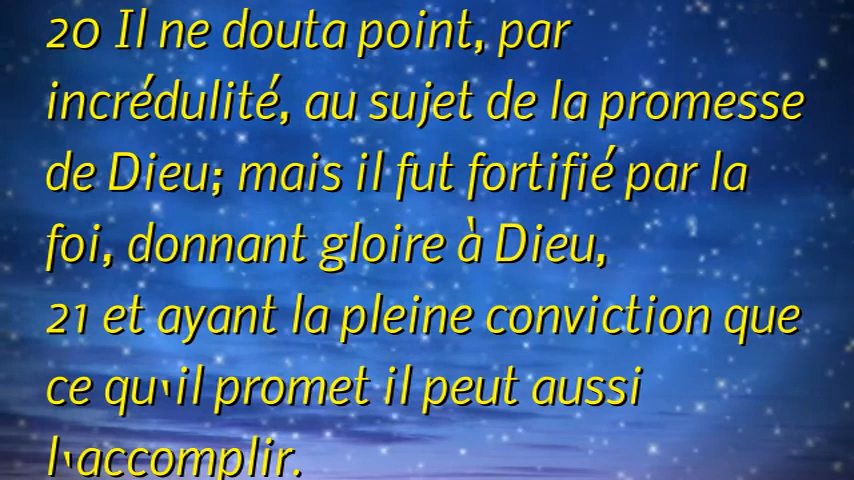 20 Il ne douta point, par
incrédulité, au sujet de la promesse
de Dieu; mais il fut fortifié par la
foi, donnant gloire à Dieu,
21 et ayant la pleine conviction que
ce qu'il promet il peut aussi
l'accomplir.